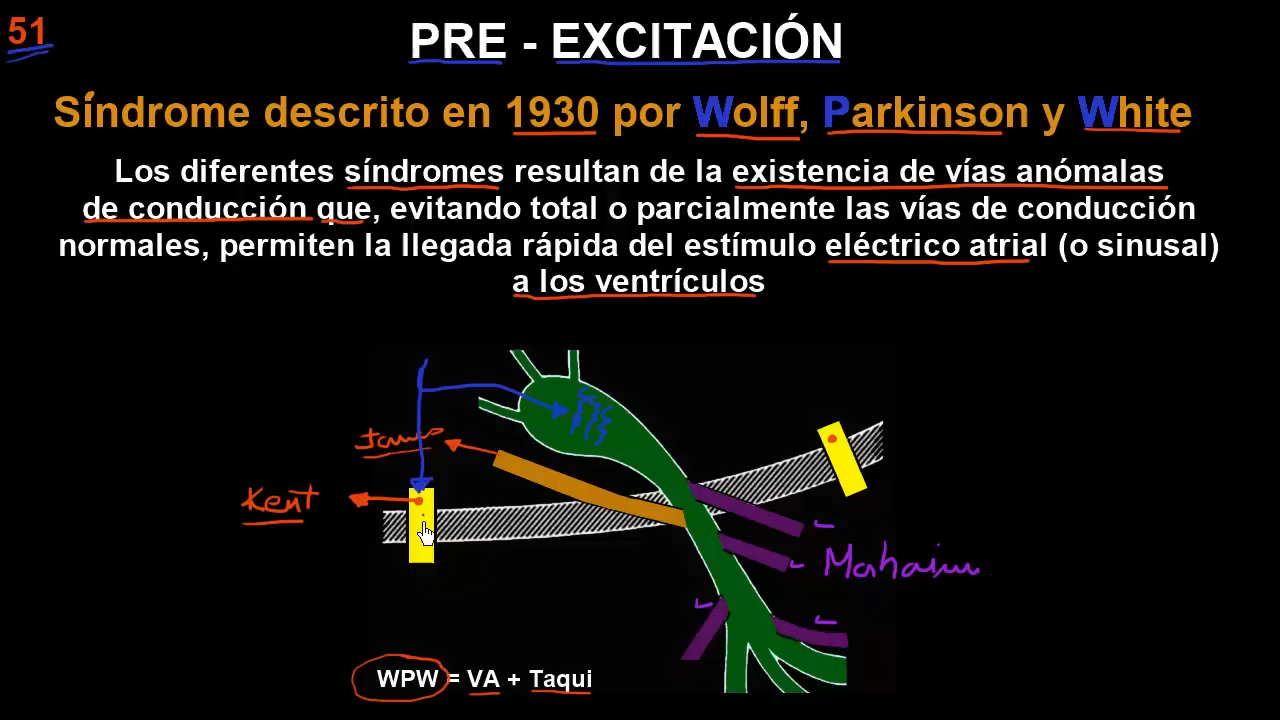 51
PRE - EXCITACIÓN
Síndrome descrito en 1930 por Wolff, Parkinson y White
Los diferentes síndromes resultan de la existencia de vías anómalas
de conducción que, evitando total o parcialmente las vías de conducción
normales, permiten la llegada rápida del estímulo eléctrico atrial (o sinusal)
a los ventrículos
Kent
Mahaim
WPW = VA + Taqui